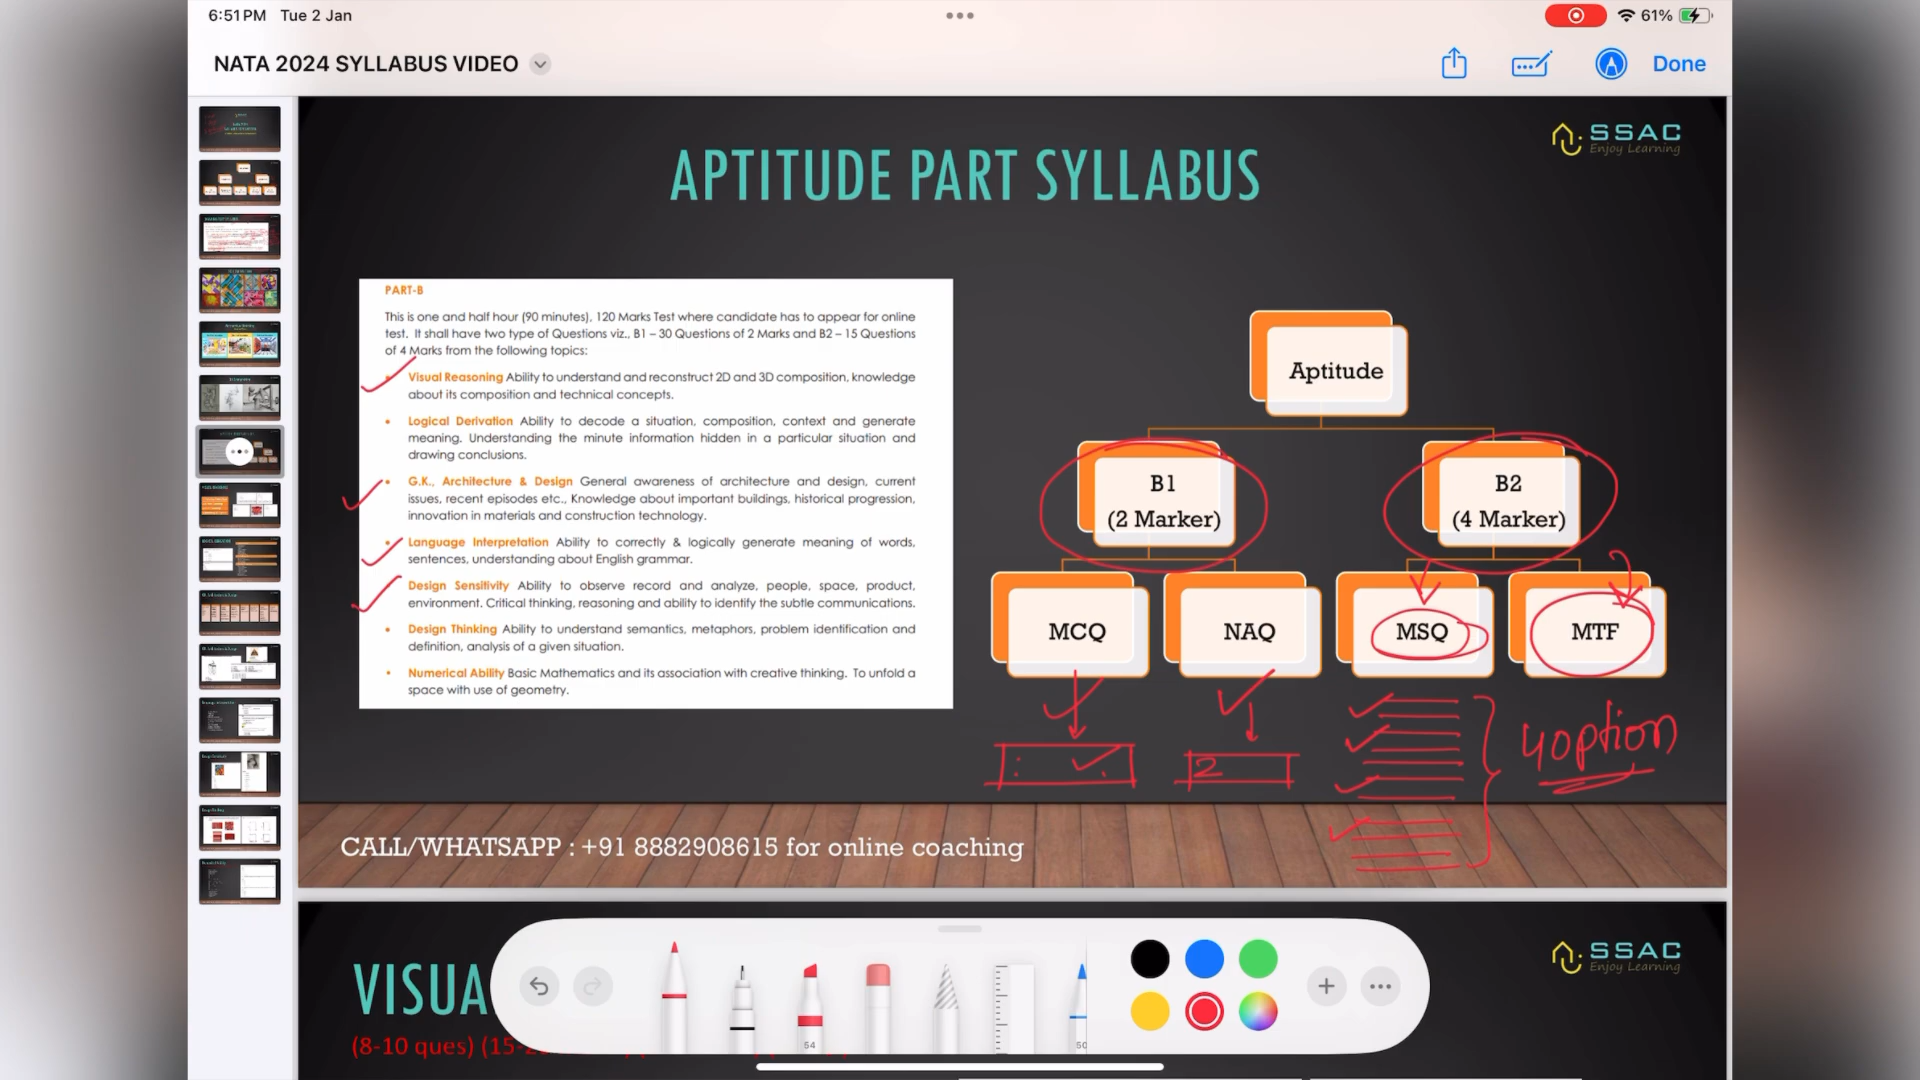 6:51 PM Tue 2 Jan
61%
NATA 2024 SYLLABUS VIDEO
Done
SSAC
Enjoy Learning
APTITUDE PART SYLLABUS
PART-B
This is one and half hour (90 minutes), 120 Marks Test where candidate has to appear for online
test. It shall have two type of Questions viz., B1 – 30 Questions of 2 Marks and B2 – 15 Questions
of 4 Marks from the following topics:
Visual Reasoning Ability to understand and reconstruct 2D and 3D composition, knowledge
about its composition and technical concepts.
• Logical Derivation Ability to decode a situation, composition, context and generate
meaning. Understanding the minute information hidden in a particular situation and
drawing conclusions.
• G.K., Architecture & Design General awareness of architecture and design, current
issues, recent episodes etc., Knowledge about important buildings, historical progression,
innovation in materials and construction technology.
• Language Interpretation Ability to correctly & logically generate meaning of words,
sentences, understanding about English grammar.
• Design Sensitivity Ability to observe record and analyze, people, space, product,
environment. Critical thinking, reasoning and ability to identify the subtle communications.
• Design Thinking Ability to understand semantics, metaphors, problem identification and
definition, analysis of a given situation.
• Numerical Ability Basic Mathematics and its association with creative thinking. To unfold a
space with use of geometry.
Aptitude
B1
(2 Marker)
B2
(4 Marker)
MCQ
NAQ
MSQ
MTF
2
4option
CALL/WHATSAPP : +91 8882908615 for online coaching
VISUA
SSAC
Enjoy Learning
(8-10 ques) (15-2
54
50